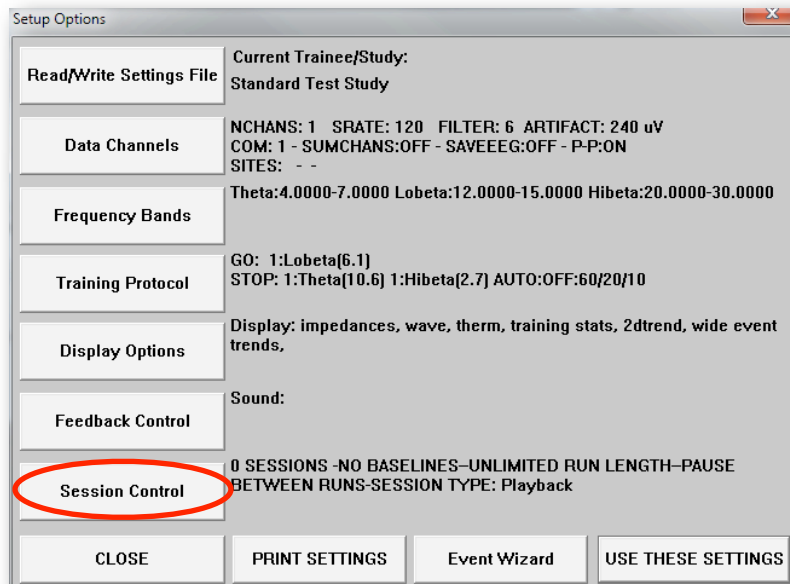 Setup Options
Read/Write Settings File
Current Trainee/Study:
Standard Test Study
Data Channels
NCHANS: 1 SRATE: 120 FILTER: 6 ARTIFACT: 240 uV
COM: 1 - SUMCHANS:OFF - SAVEEEG:OFF - P-P:ON
SITES: - -
Frequency Bands
Theta:4.0000-7.0000 Lobeta:12.0000-15.0000 Hibeta:20.0000-30.0000
Training Protocol
GO: 1:Lobeta(6.1)
STOP: 1:Theta(10.6) 1:Hibeta(2.7) AUTO:OFF:60/20/10
Display Options
Display: impedances, wave, therm, training stats, 2dtrend, wide event
trends,
Feedback Control
Sound:
Session Control
0 SESSIONS -NO BASELINES--UNLIMITED RUN LENGTH--PAUSE
BETWEEN RUNS-SESSION TYPE: Playback
CLOSE
PRINT SETTINGS
Event Wizard
USE THESE SETTINGS